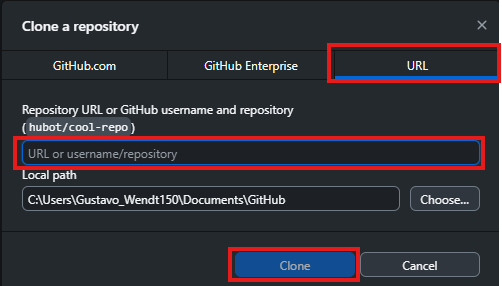 Clone a repository
GitHub.com
GitHub Enterprise
URL
Repository URL or GitHub username and repository
(hubot/cool-repo)
URL or username/repository
Local path
C:\Users\Gustavo_Wendt150\Documents\GitHub
Choose...
Clone
Cancel